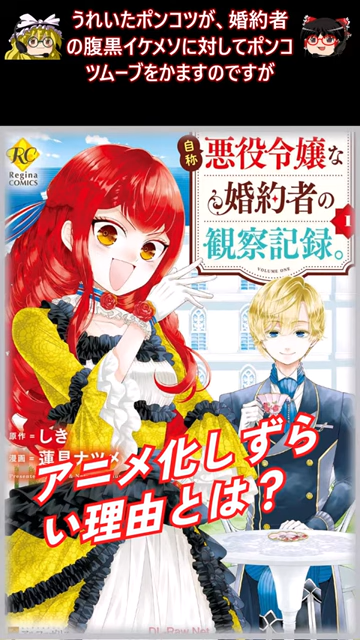 うれいたポンコツが、婚約者
の腹黒イケメソに対してポンコ
ツムーブをかますのですが
RC
Regina
COMICS
自称
悪役令嬢な
婚約者の
観察記録。
1
VOLUME ONE
原作=しき
漫画=蓮見ナツメ
アニメ化しずら
い理由とは？
DL-Raw.Net